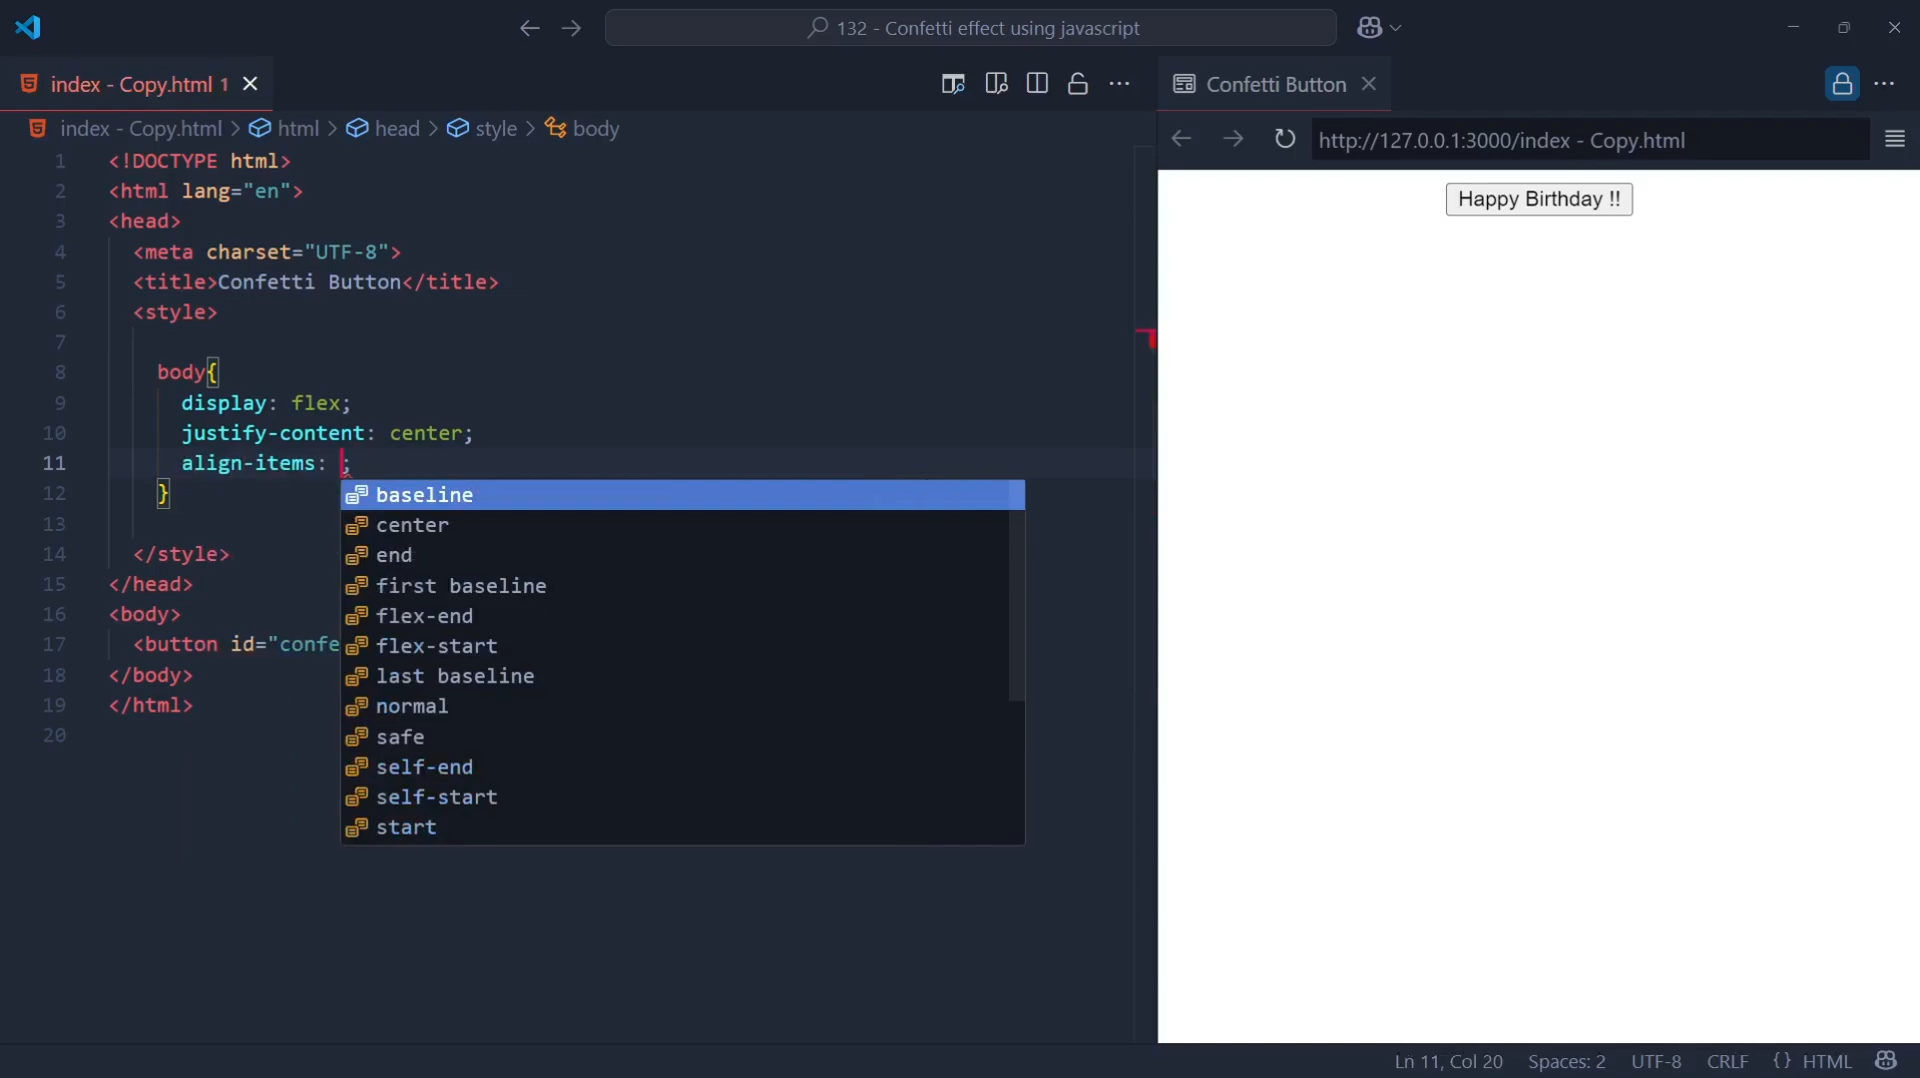 132 - Confetti effect using javascript
index - Copy.html 1
index - Copy.html > html > head > style > body
1 <!DOCTYPE html>
2 <html lang="en">
3 <head>
4 <meta charset="UTF-8">
5 <title>Confetti Button</title>
6 <style>
7
8 body{
9 display: flex;
10 justify-content: center;
11 align-items: ;
12 }
13
14 </style>
15 </head>
16 <body>
17 <button id="confe
18 </body>
19 </html>
20
baseline
center
end
first baseline
flex-end
flex-start
last baseline
normal
safe
self-end
self-start
start
Confetti Button
http://127.0.0.1:3000/index - Copy.html
Happy Birthday !!
Ln 11, Col 20 Spaces: 2 UTF-8 CRLF {} HTML